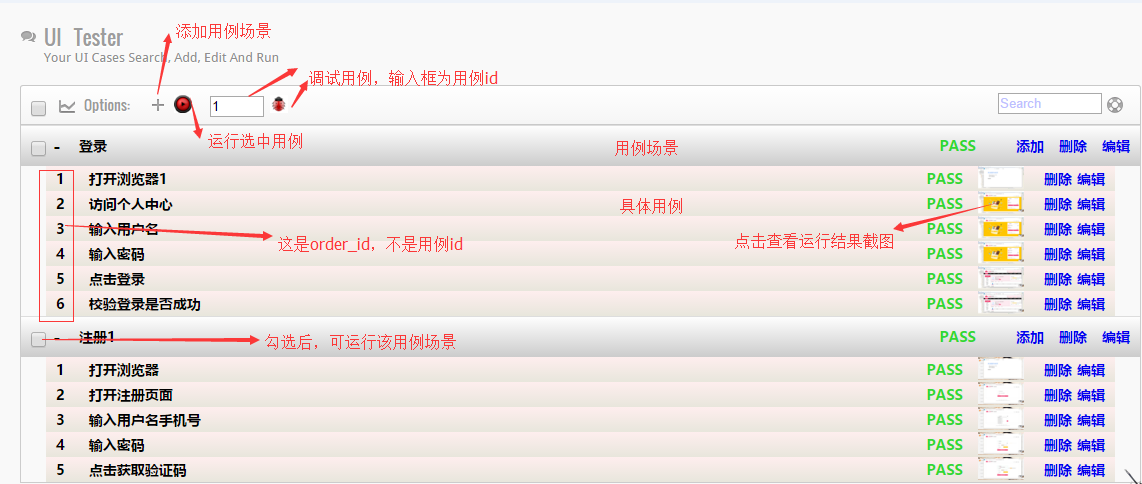 添加用例场景
UI Tester
Your UI Cases Search, Add, Edit And Run
调试用例，输入框为用例id
Options: 1 Search
运行选中用例
- 登录 用例场景 PASS 添加 删除 编辑
1 打开浏览器1 PASS 删除 编辑
2 访问个人中心 具体用例 PASS 删除 编辑
3 输入用户名 PASS 删除 编辑
这是order_id，不是用例id 点击查看运行结果截图
4 输入密码 PASS 删除 编辑
5 点击登录 PASS 删除 编辑
6 校验登录是否成功 PASS 删除 编辑
- 注册1 PASS 添加 删除 编辑
勾选后，可运行该用例场景
1 打开浏览器 PASS 删除 编辑
2 打开注册页面 PASS 删除 编辑
3 输入用户名手机号 PASS 删除 编辑
4 输入密码 PASS 删除 编辑
5 点击获取验证码 PASS 删除 编辑